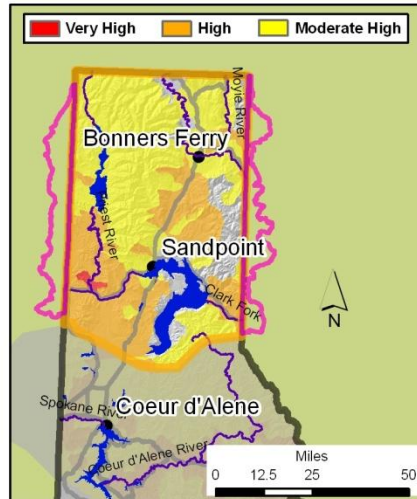 Very High High Moderate High
Moyie River
Bonners Ferry
Priest River
Sandpoint
Clark Fork
N
Spokane River
Coeur d'Alene
Coeur d'Alene River
Miles
0 12.5 25 50